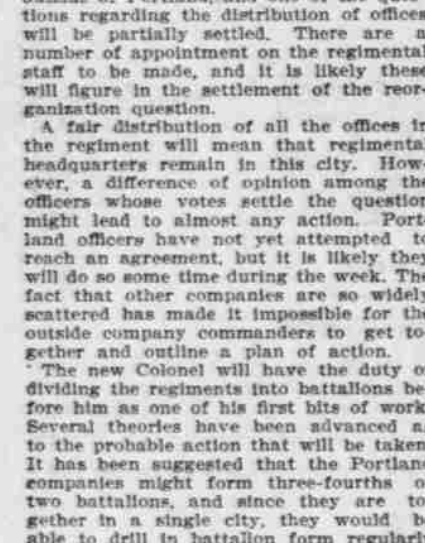 tions regarding the distribution of offices
will be partially settled. There are a
number of appointment on the regimental
staff to be made, and it is likely these
will figure in the settlement of the reor-
ganization question.
A fair distribution of all the offices in
the regiment will mean that regimental
headquarters remain in this city. How-
ever, a difference of opinion among the
officers whose votes settle the question
might lead to almost any action. Port-
land officers have not yet attempted to
reach an agreement, but it is likely they
will do so some time during the week. The
fact that other companies are so widely
scattered has made it impossible for the
outside company commanders to get to-
gether and outline a plan of action.
The new Colonel will have the duty of
dividing the regiments into battalions be-
fore him as one of his first bits of work.
Several theories have been advanced as
to the probable action that will be taken.
It has been suggested that the Portland
companies might form three-fourths of
two battalions, and since they are to-
gether in a single city, they would be
able to drill in battalion form regularly